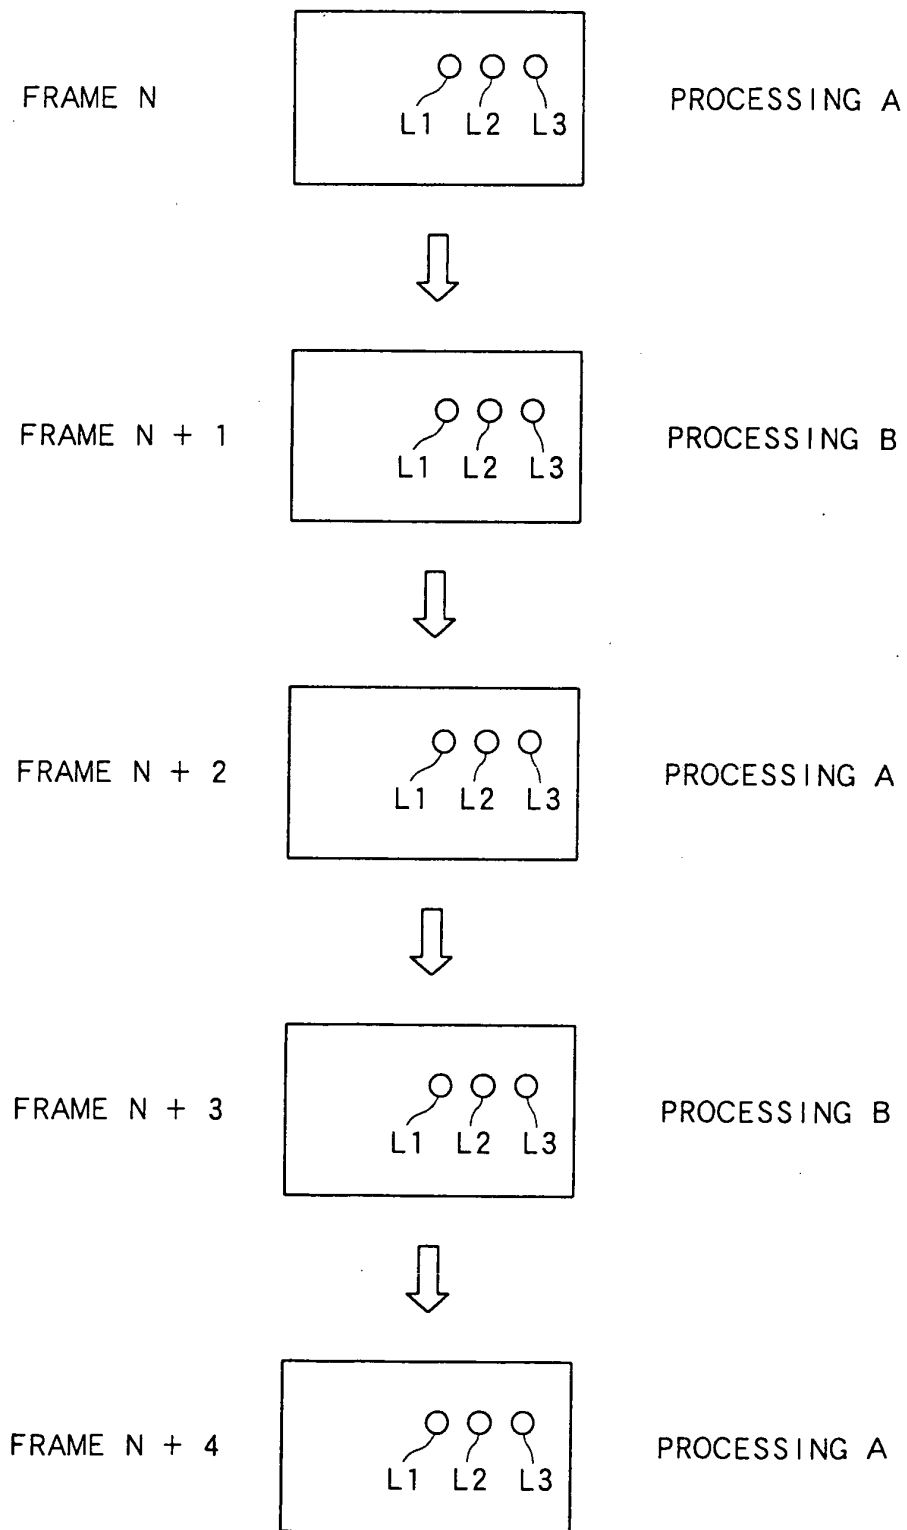 FRAME N
L1 L2 L3
PROCESSING A
FRAME N + 1
L1 L2 L3
PROCESSING B
FRAME N + 2
L1 L2 L3
PROCESSING A
FRAME N + 3
L1 L2 L3
PROCESSING B
FRAME N + 4
L1 L2 L3
PROCESSING A